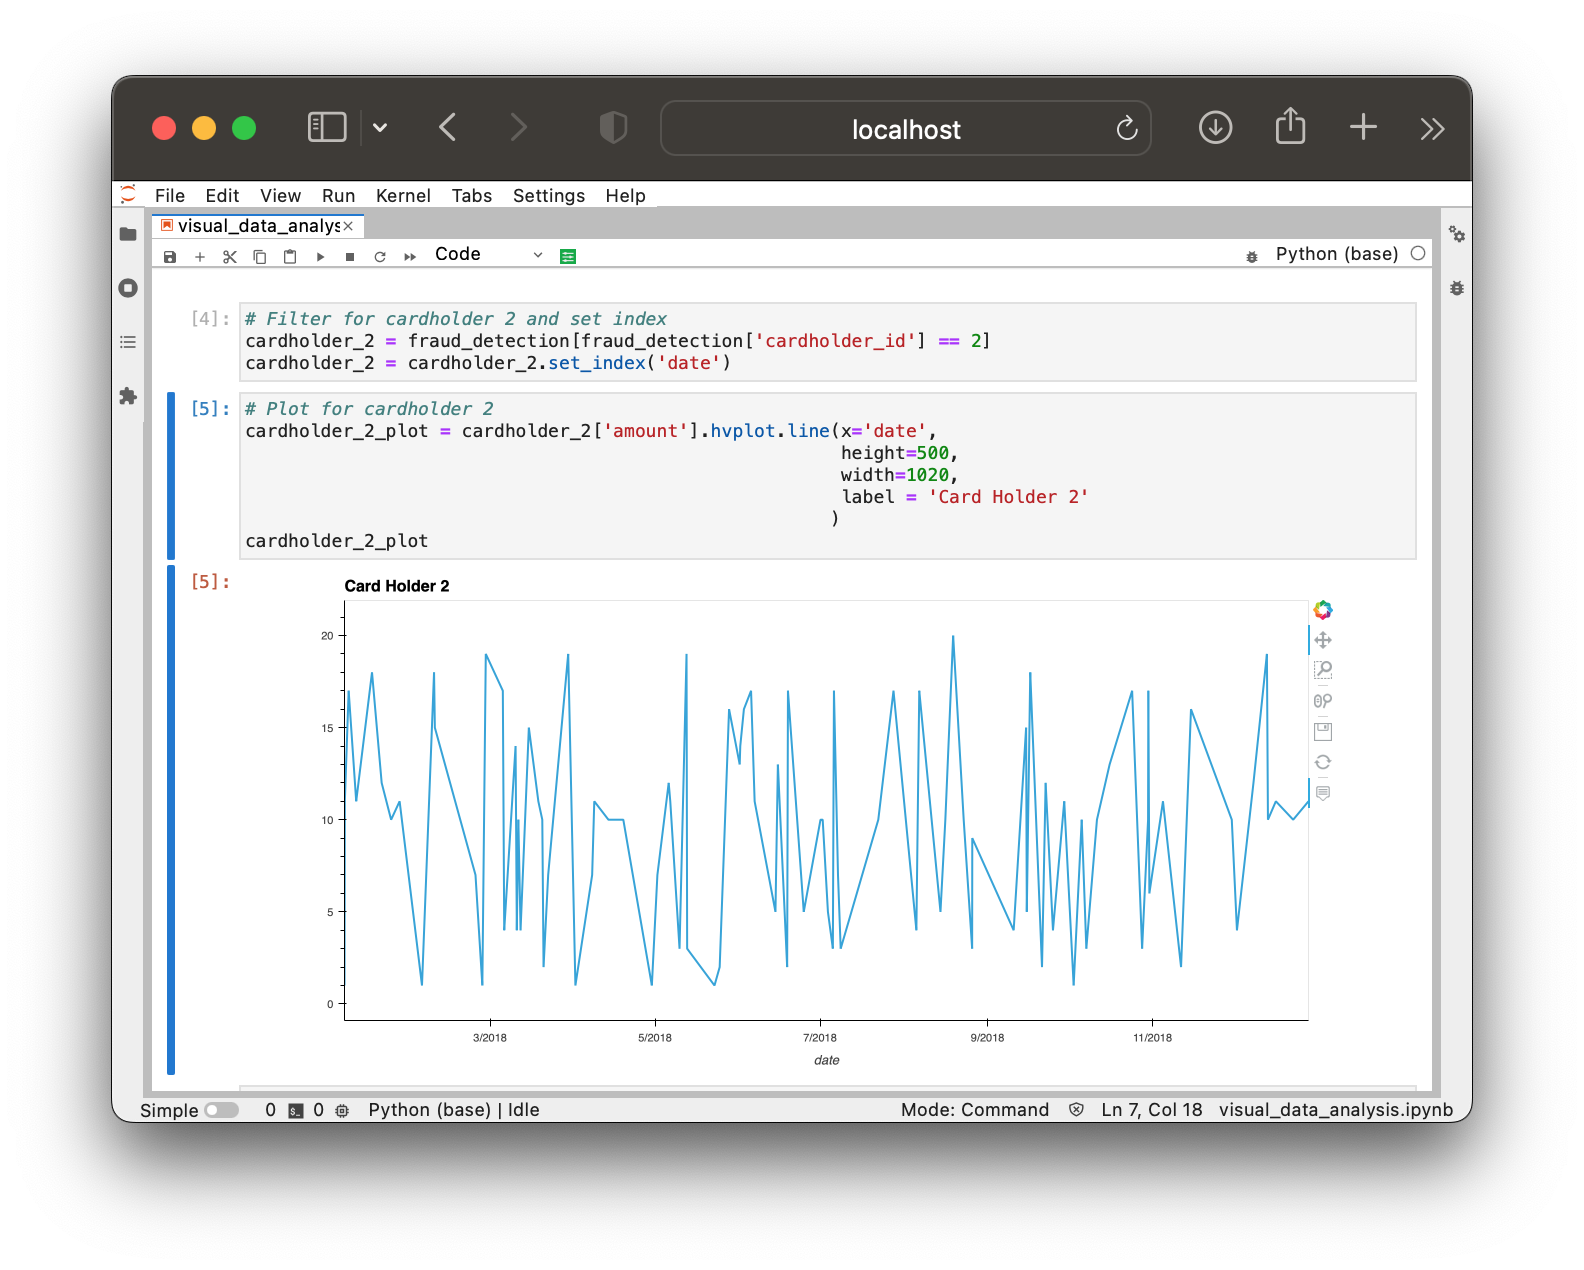 localhost
File Edit View Run Kernel Tabs Settings Help
visual_data_analys
Code
Python (base)
[4]:
# Filter for cardholder 2 and set index
cardholder_2 = fraud_detection[fraud_detection['cardholder_id'] == 2]
cardholder_2 = cardholder_2.set_index('date')
[5]:
# Plot for cardholder 2
cardholder_2_plot = cardholder_2['amount'].hvplot.line(x='date',
height=500,
width=1020,
label = 'Card Holder 2'
)
cardholder_2_plot
[5]:
Card Holder 2
20
15
10
5
0
3/2018 5/2018 7/2018 9/2018 11/2018
date
Simple 0 $_ 0 Python (base) | Idle Mode: Command Ln 7, Col 18 visual_data_analysis.ipynb